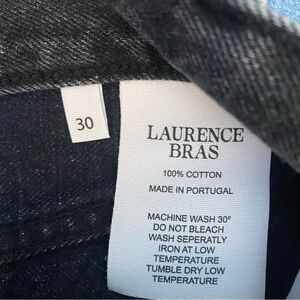 30
LAURENCE
BRAS
100% COTTON
MADE IN PORTUGAL
MACHINE WASH 30°
DO NOT BLEACH
WASH SEPERATLY
IRON AT LOW
TEMPERATURE
TUMBLE DRY LOW
TEMPERATURE